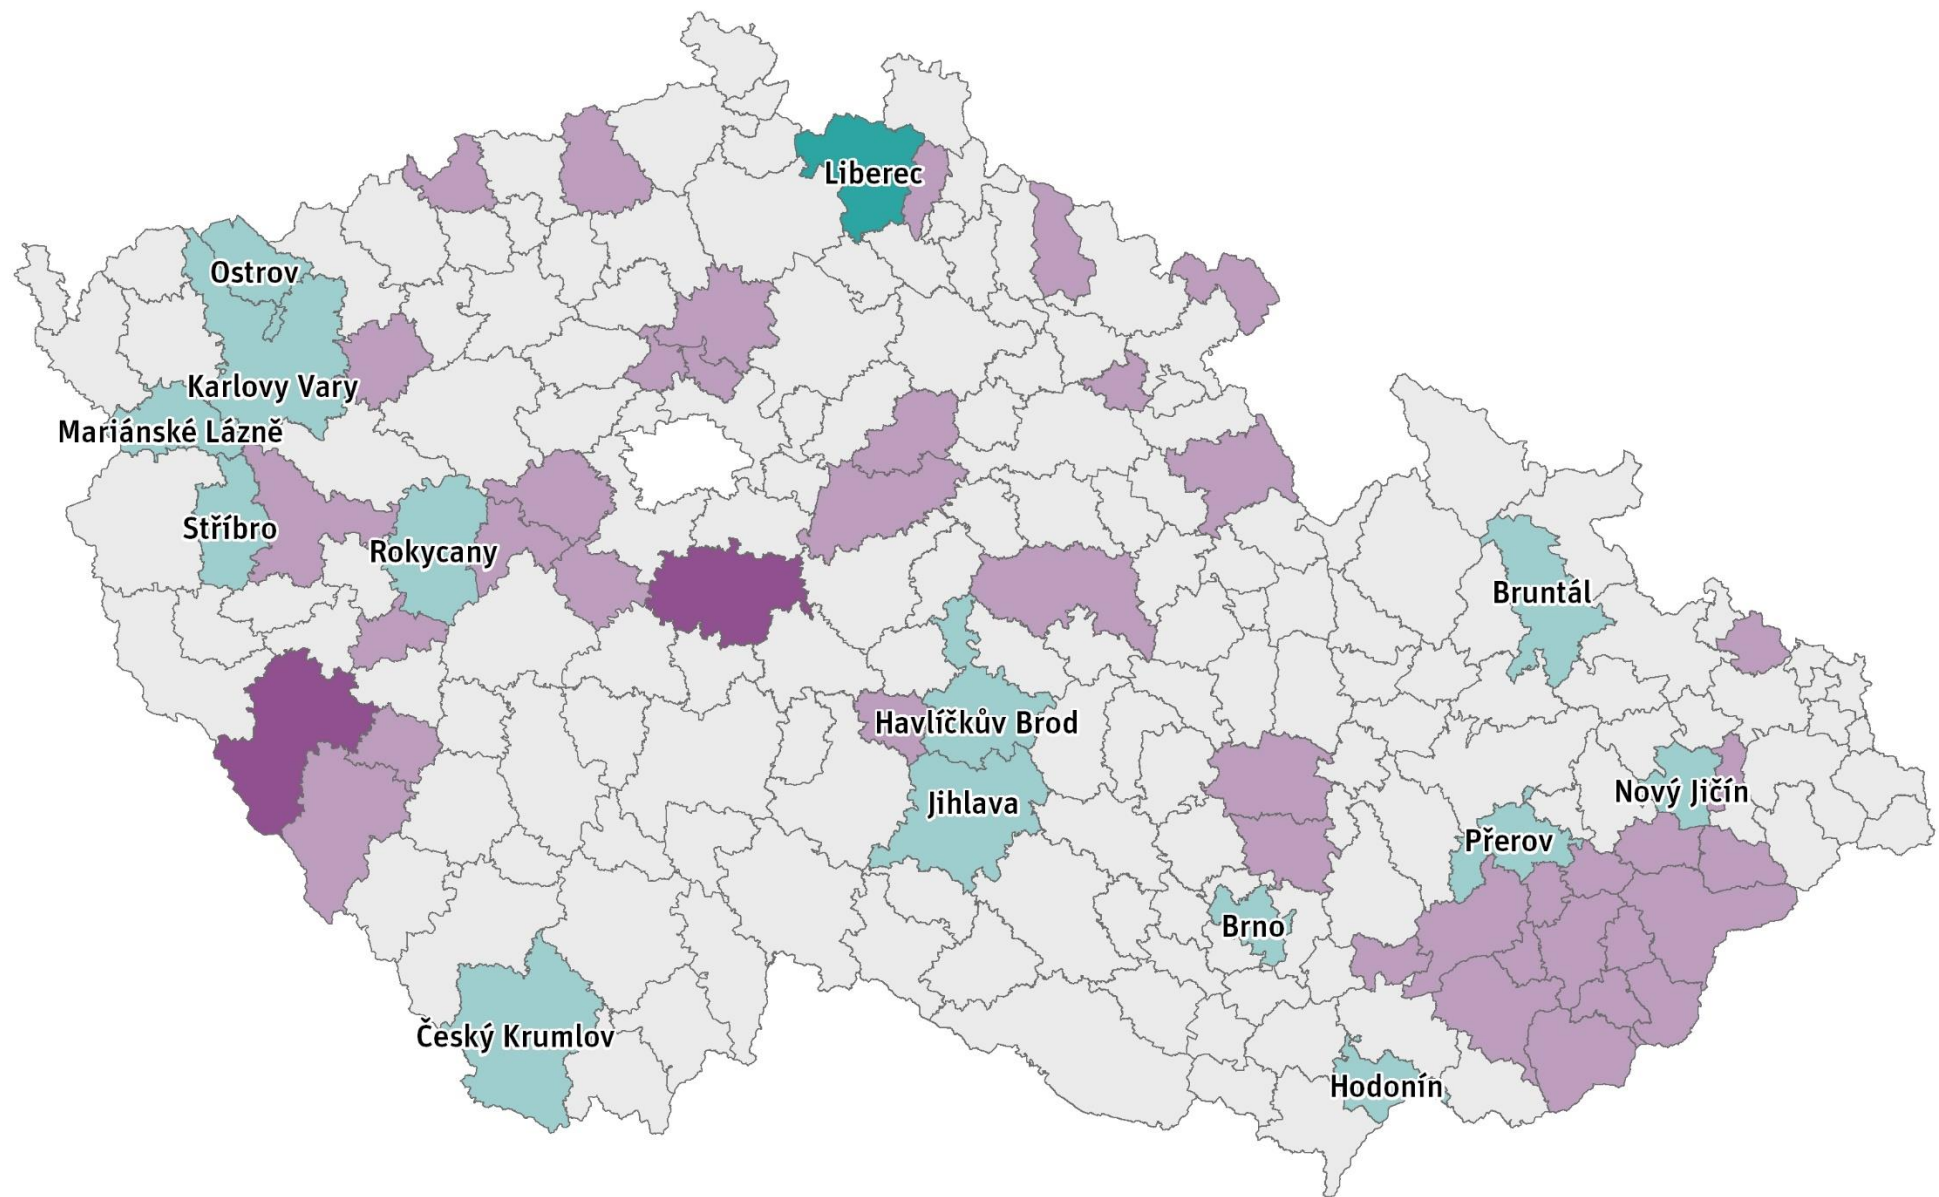 Liberec
Ostrov
Karlovy Vary
Mariánské Lázně
Stříbro
Rokycany
Bruntál
Havlíčkův Brod
Nový Jičín
Jihlava
Přerov
Brno
Český Krumlov
Hodonín